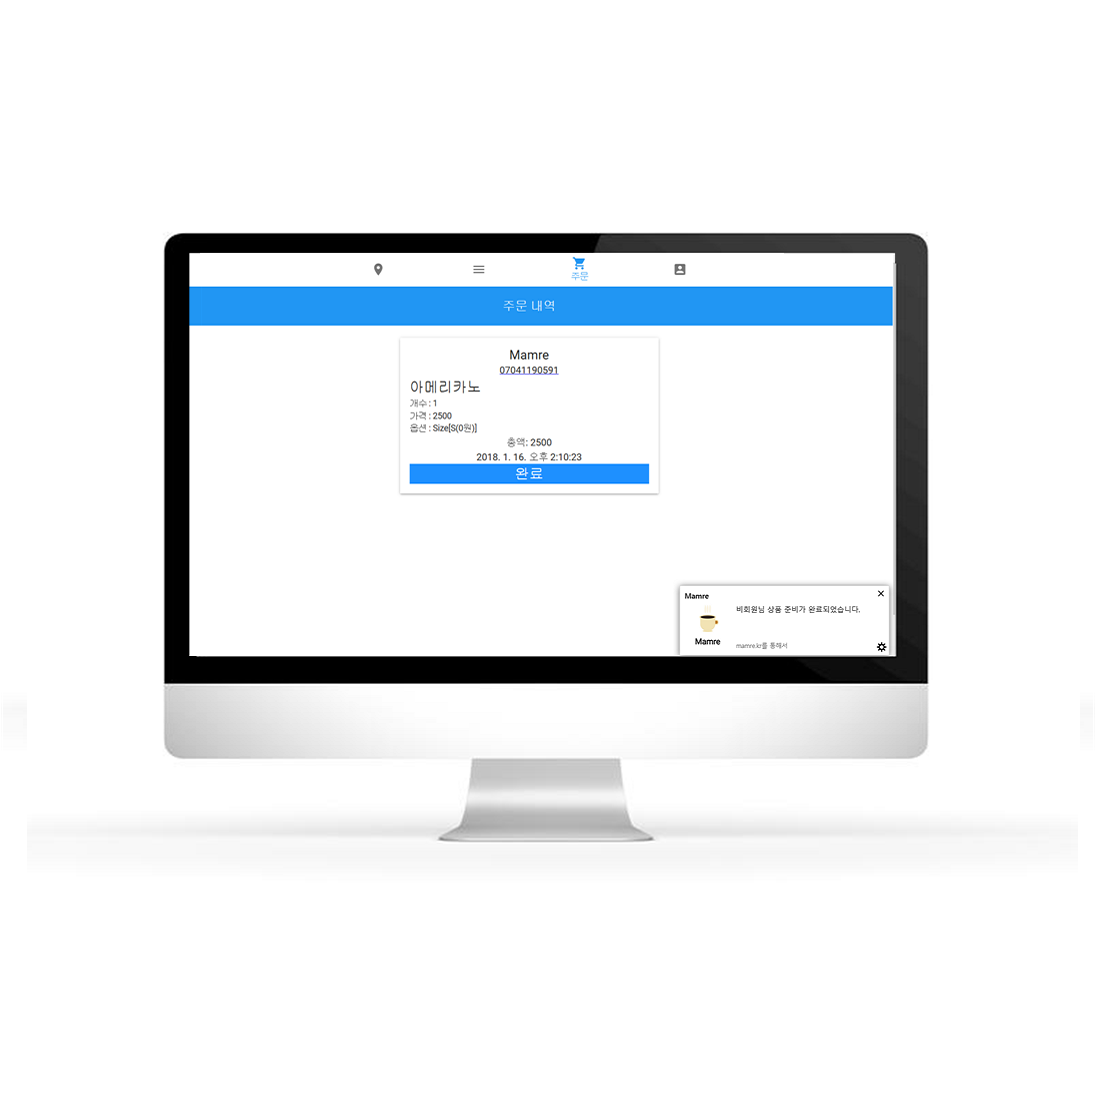 주문
주문 내역
Mamre
07041190591
아메리카노
개수 : 1
가격 : 2500
옵션 : Size[S(0원)]
총액: 2500
2018. 1. 16. 오후 2:10:23
완료
Mamre
비회원님 상품 준비가 완료되었습니다.
Mamre
mamre.kr를 통해서